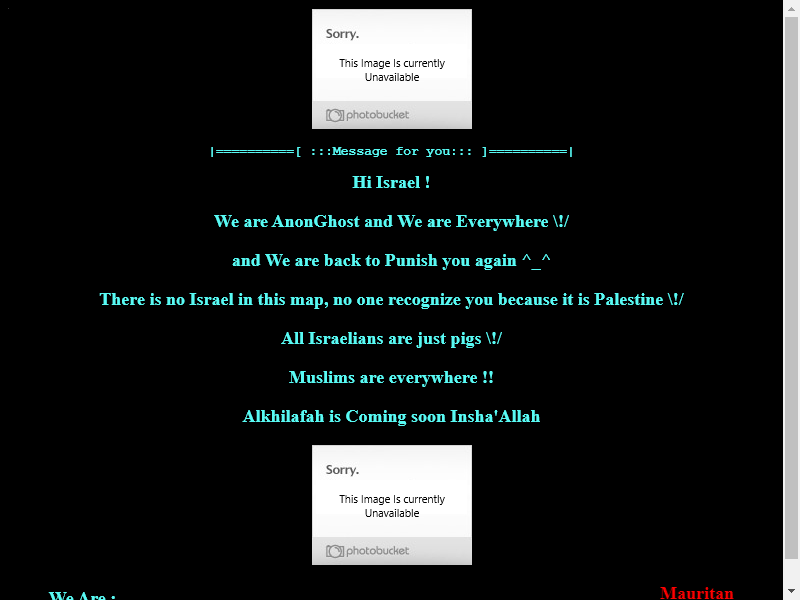 Sorry.
This Image Is currently
Unavailable
photobucket
|==========[ :::Message for you::: ]==========|
Hi Israel !
We are AnonGhost and We are Everywhere \!/
and We are back to Punish you again ^_^
There is no Israel in this map, no one recognize you because it is Palestine \!/
All Israelians are just pigs \!/
Muslims are everywhere !!
Alkhilafah is Coming soon Insha'Allah
Sorry.
This Image Is currently
Unavailable
photobucket
We Are :
Mauritan